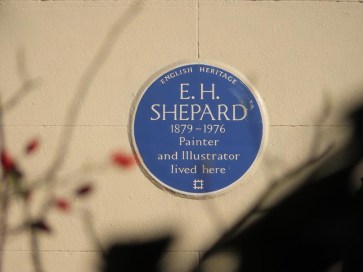 ENGLISH HERITAGE
E. H.
SHEPARD
1879-1976
Painter
and Illustrator
lived here